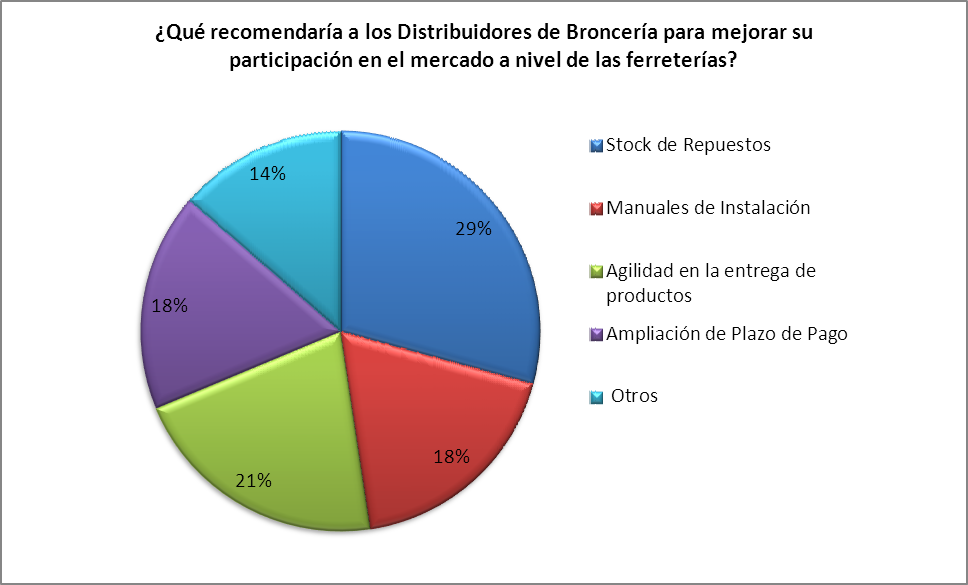 ¿Qué recomendaría a los Distribuidores de Broncería para mejorar su
participación en el mercado a nivel de las ferreterías?
14%
29%
18%
18%
21%
Stock de Repuestos
Manuales de Instalación
Agilidad en la entrega de
productos
Ampliación de Plazo de Pago
Otros